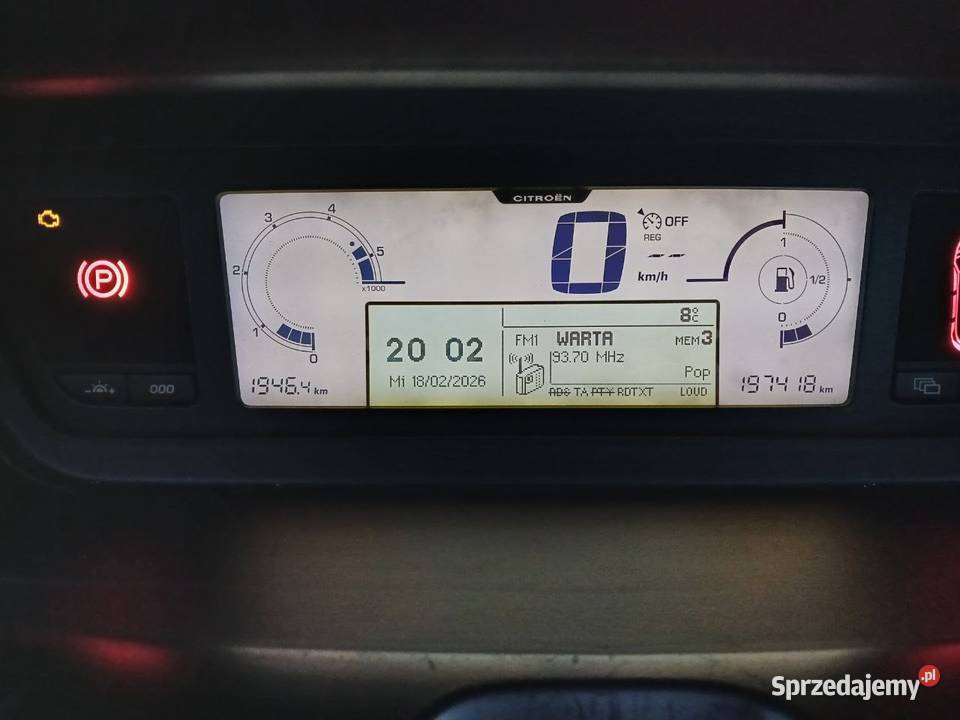 CITROËN
3
4
2
5
x1000
1
0
0
km/h
OFF
REG
--
1
1/2
0
8°C
20 02
Mi 18/02/2026
FM1 WARTA MEM3
93.70 MHz
Pop
RDS TA PTY RDTXT LOUD
1946.4 km
197418 km
P
000
Sprzedajemy.pl